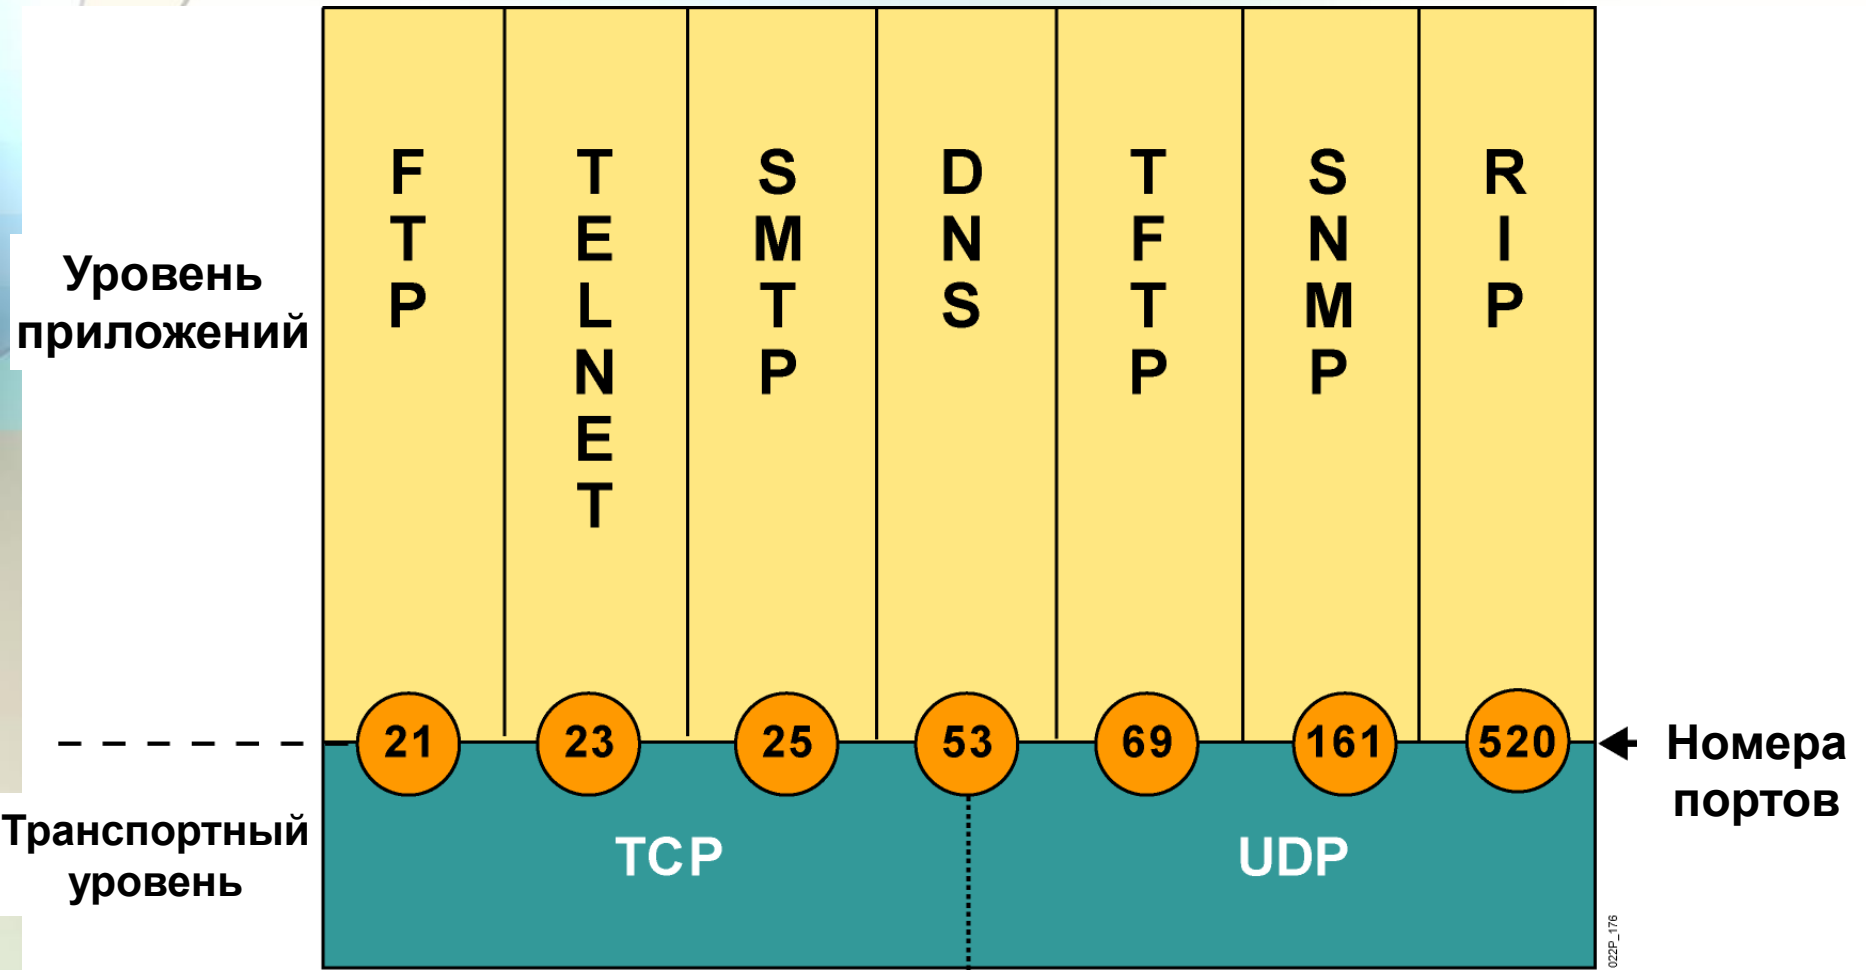 FTP
TELNET
SMTP
DNS
TFTP
SNMP
RIP
Уровень
приложений
21
23
25
53
69
161
520
Номера
портов
Транспортный
уровень
TCP
UDP
022P_176